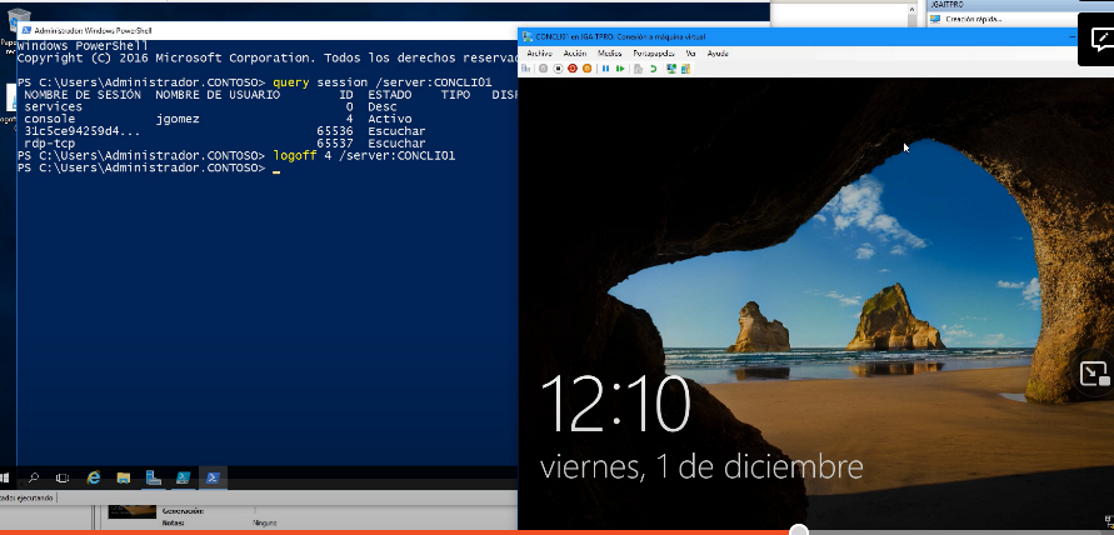 JGAITPRO
Creación rápida...
Administrador: Windows PowerShell
Windows PowerShell
Copyright (C) 2016 Microsoft Corporation. Todos los derechos reservad
PS C:\Users\Administrador.CONTOSO> query session /server:CONCLI01
NOMBRE DE SESIÓN NOMBRE DE USUARIO ID ESTADO TIPO DISP
services 0 Desc
console jgomez 4 Activo
31c5ce94259d4... 65536 Escuchar
rdp-tcp 65537 Escuchar
PS C:\Users\Administrador.CONTOSO> logoff 4 /server:CONCLI01
PS C:\Users\Administrador.CONTOSO>
CONCLI01 en JGAITPRO: Conexión a máquina virtual
Archivo Acción Medios Portapapeles Ver Ayuda
12:10
viernes, 1 de diciembre
ejecutando
Generación: 1
Notas: Ninguno